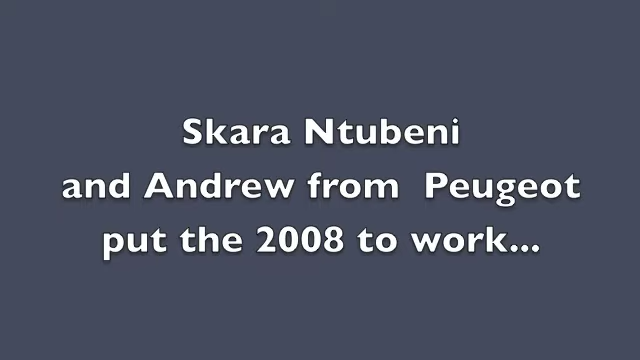 Skara Ntubeni
and Andrew from  Peugeot
put the 2008 to work...